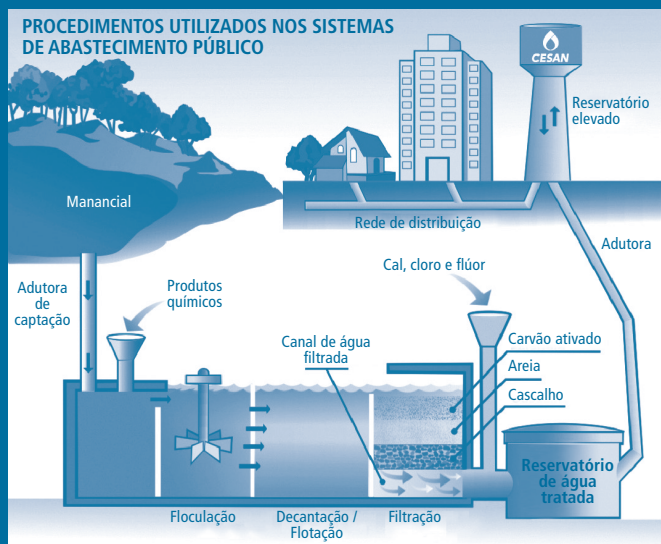 PROCEDIMENTOS UTILIZADOS NOS SISTEMAS
DE ABASTECIMENTO PÚBLICO
CESAN
Reservatório
elevado
Manancial
Rede de distribuição
Adutora
Adutora
de
captação
Produtos
químicos
Cal, cloro e flúor
Canal de água
filtrada
Carvão ativado
Areia
Cascalho
Reservatório
de água
tratada
Floculação
Decantação /
Flotação
Filtração